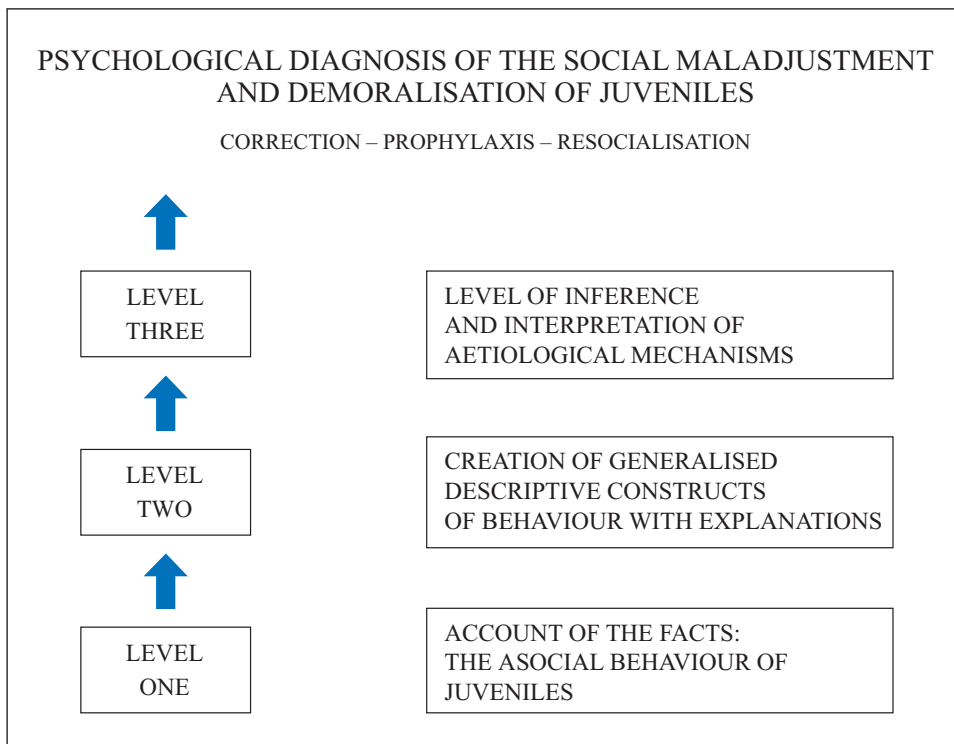 PSYCHOLOGICAL DIAGNOSIS OF THE SOCIAL MALADJUSTMENT
AND DEMORALISATION OF JUVENILES
CORRECTION – PROPHYLAXIS – RESOCIALISATION
LEVEL
THREE
LEVEL OF INFERENCE
AND INTERPRETATION OF
AETIOLOGICAL MECHANISMS
LEVEL
TWO
CREATION OF GENERALISED
DESCRIPTIVE CONSTRUCTS
OF BEHAVIOUR WITH EXPLANATIONS
LEVEL
ONE
ACCOUNT OF THE FACTS:
THE ASOCIAL BEHAVIOUR OF
JUVENILES